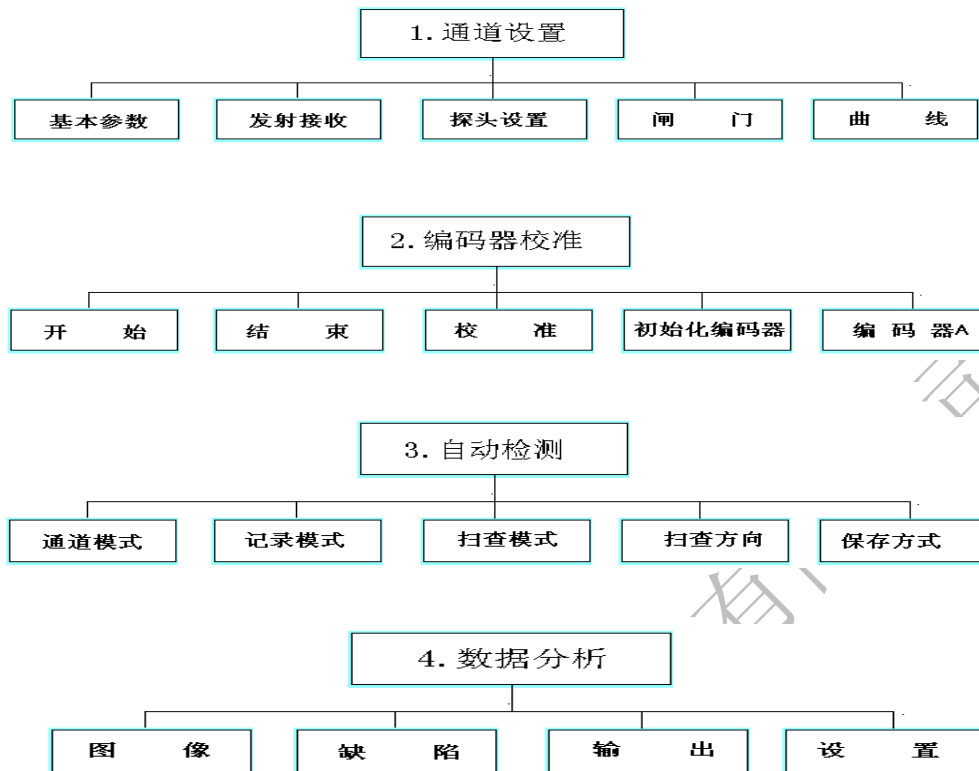 1.通道设置
基本参数 发射接收 探头设置 闸 门 曲 线
2.编码器校准
开 始 结 束 校 准 初始化编码器 编 码 器A
3.自动检测
通道模式 记录模式 扫查模式 扫查方向 保存方式
有
4.数据分析
图 像 缺 陷 输 出 设 置